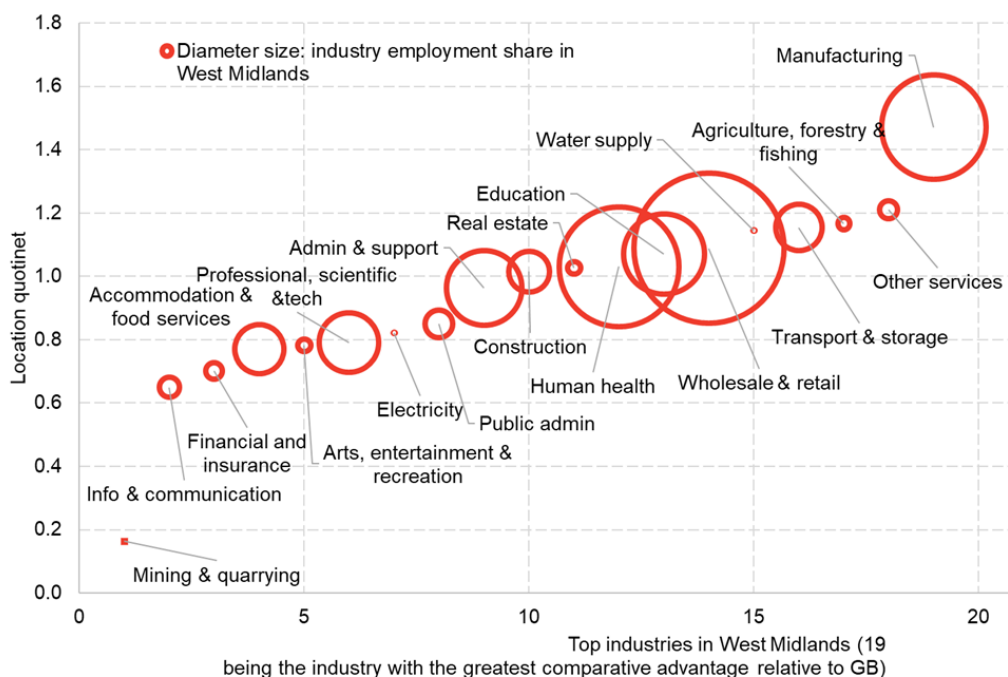 1.8
1.6
1.4
1.2
1.0
0.8
0.6
0.4
0.2
0.0
Location quotinet
Diameter size: industry employment share in
West Midlands
Manufacturing
Water supply
Agriculture, forestry &
fishing
Education
Real estate
Admin & support
Professional, scientific
&tech
Accommodation &
food services
Other services
Transport & storage
Construction
Human health
Wholesale & retail
Electricity
Public admin
Financial and
insurance
Arts, entertainment &
recreation
Info & communication
Mining & quarrying
0
5
10
15
20
Top industries in West Midlands (19
being the industry with the greatest comparative advantage relative to GB)